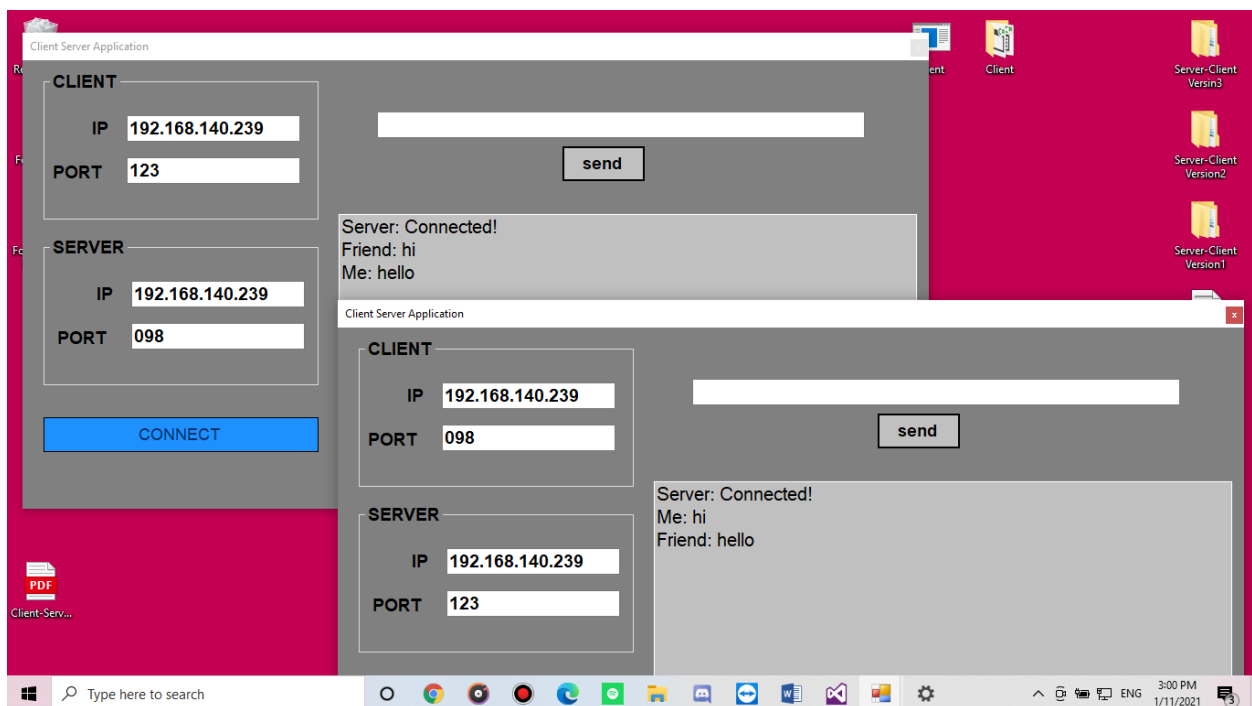 Client Server Application
CLIENT
IP 192.168.140.239
PORT 123
SERVER
IP 192.168.140.239
PORT 098
CONNECT
send
Server: Connected!
Friend: hi
Me: hello
Client Server Application
x
CLIENT
IP 192.168.140.239
PORT 098
SERVER
IP 192.168.140.239
PORT 123
send
Server: Connected!
Me: hi
Friend: hello
ent
Client
Server-Client
Versin3
Server-Client
Version2
Server-Client
Version1
PDF
Client-Serv...
Type here to search
ENG
3:00 PM
1/11/2021
3